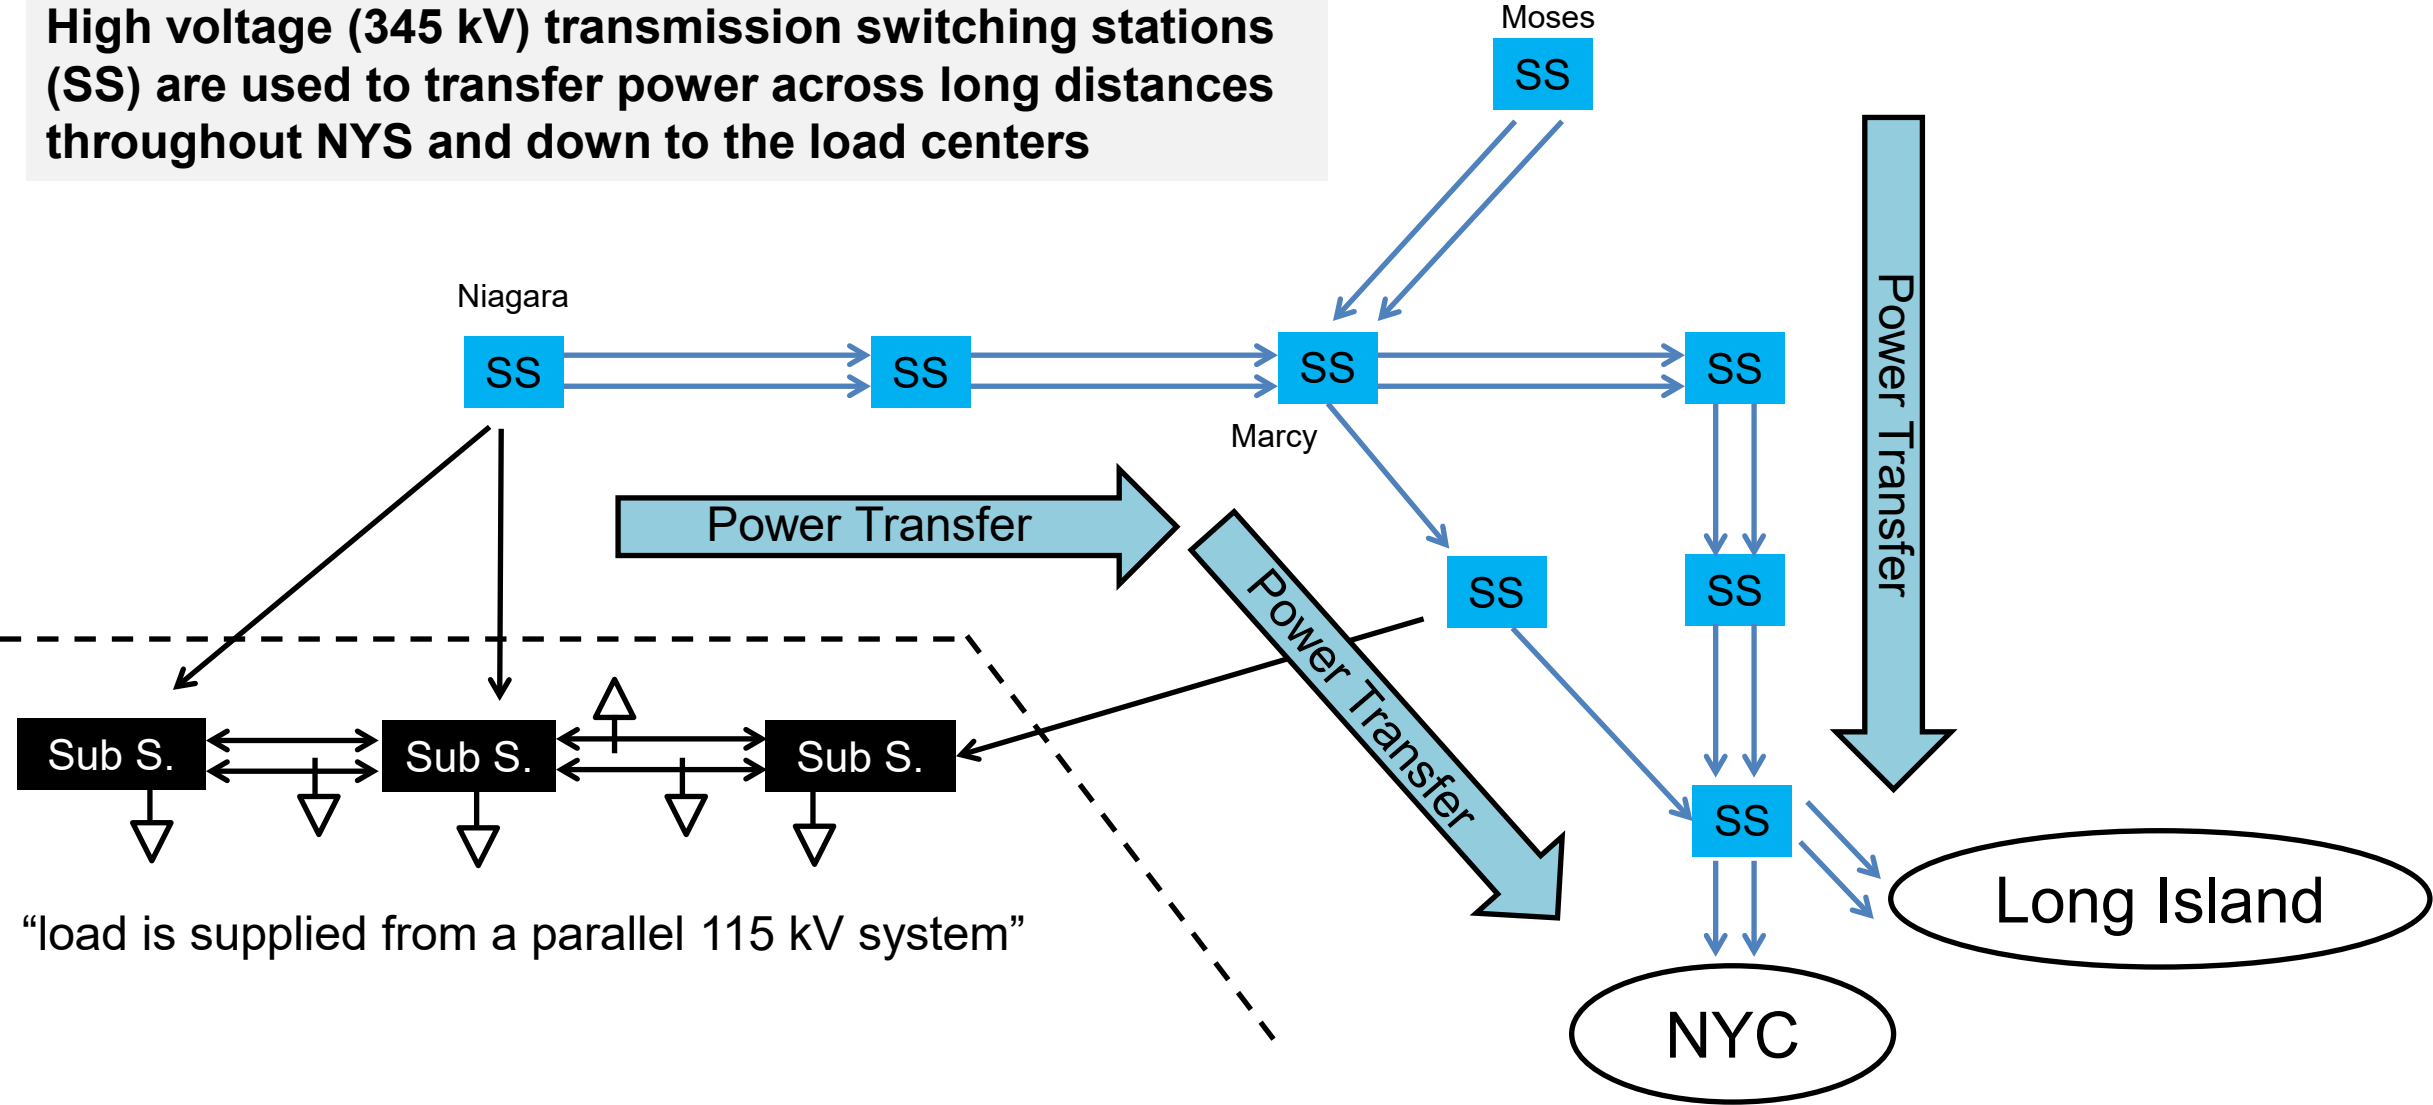 High voltage (345 kV) transmission switching stations
(SS) are used to transfer power across long distances
throughout NYS and down to the load centers
Moses
SS
Niagara
SS
SS
SS
SS
Marcy
Power Transfer
Power Transfer
Power Transfer
SS
SS
Sub S.
Sub S.
Sub S.
SS
Long Island
“load is supplied from a parallel 115 kV system”
NYC